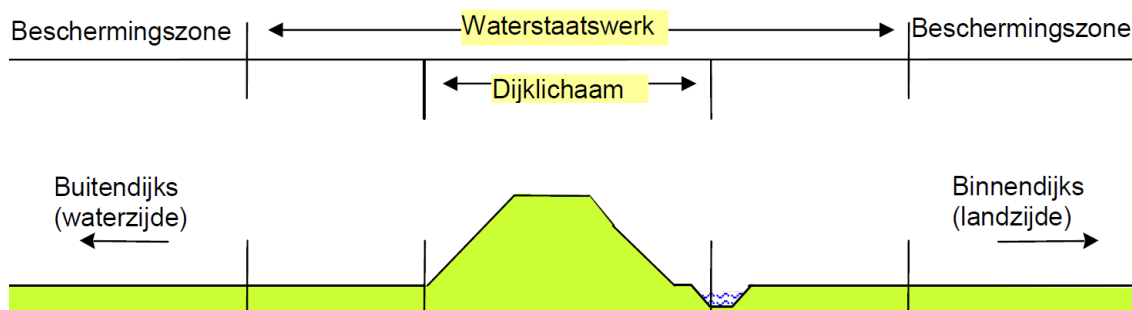 Beschermingszone
Waterstaatswerk
Beschermingszone
Dijklichaam
Buitendijks
(waterzijde)
Binnendijks
(landzijde)